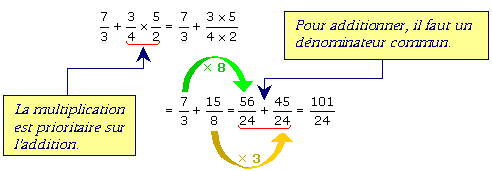 7/3 + 3/4 × 5/2 = 7/3 + 3 × 5/4 × 2
Pour additionner, il faut un
dénominateur commun.
× 8
La multiplication
est prioritaire sur
l'addition.
= 7/3 + 15/8 = 56/24 + 45/24 = 101/24
× 3